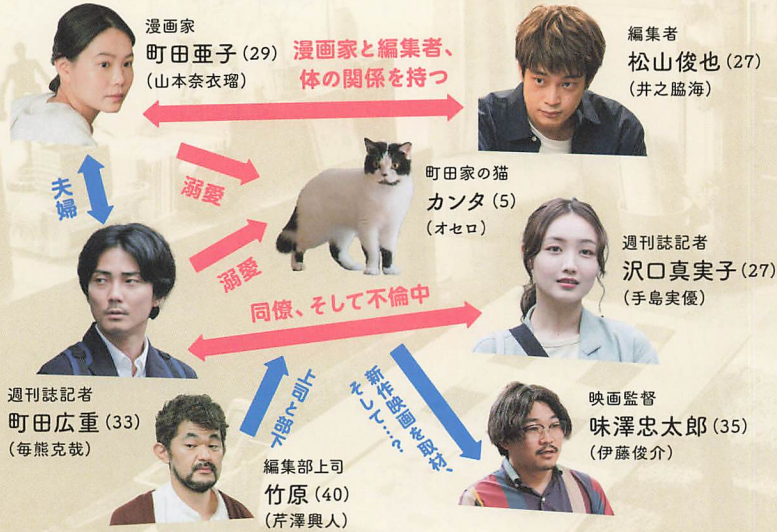 漫画家
町田亜子(29)
(山本奈衣瑠)
漫画家と編集者、
体の関係を持つ
編集者
松山俊也(27)
(井之脇海)
夫婦
溺愛
溺愛
町田家の猫
カンタ(5)
(オセロ)
週刊誌記者
沢口真実子(27)
(手島実優)
同僚、そして不倫中
週刊誌記者
町田広重(33)
(毎熊克哉)
上司と部下
編集部上司
竹原(40)
(芹澤興人)
新作映画を取材、
そして…?
映画監督
味澤忠太郎(35)
(伊藤俊介)